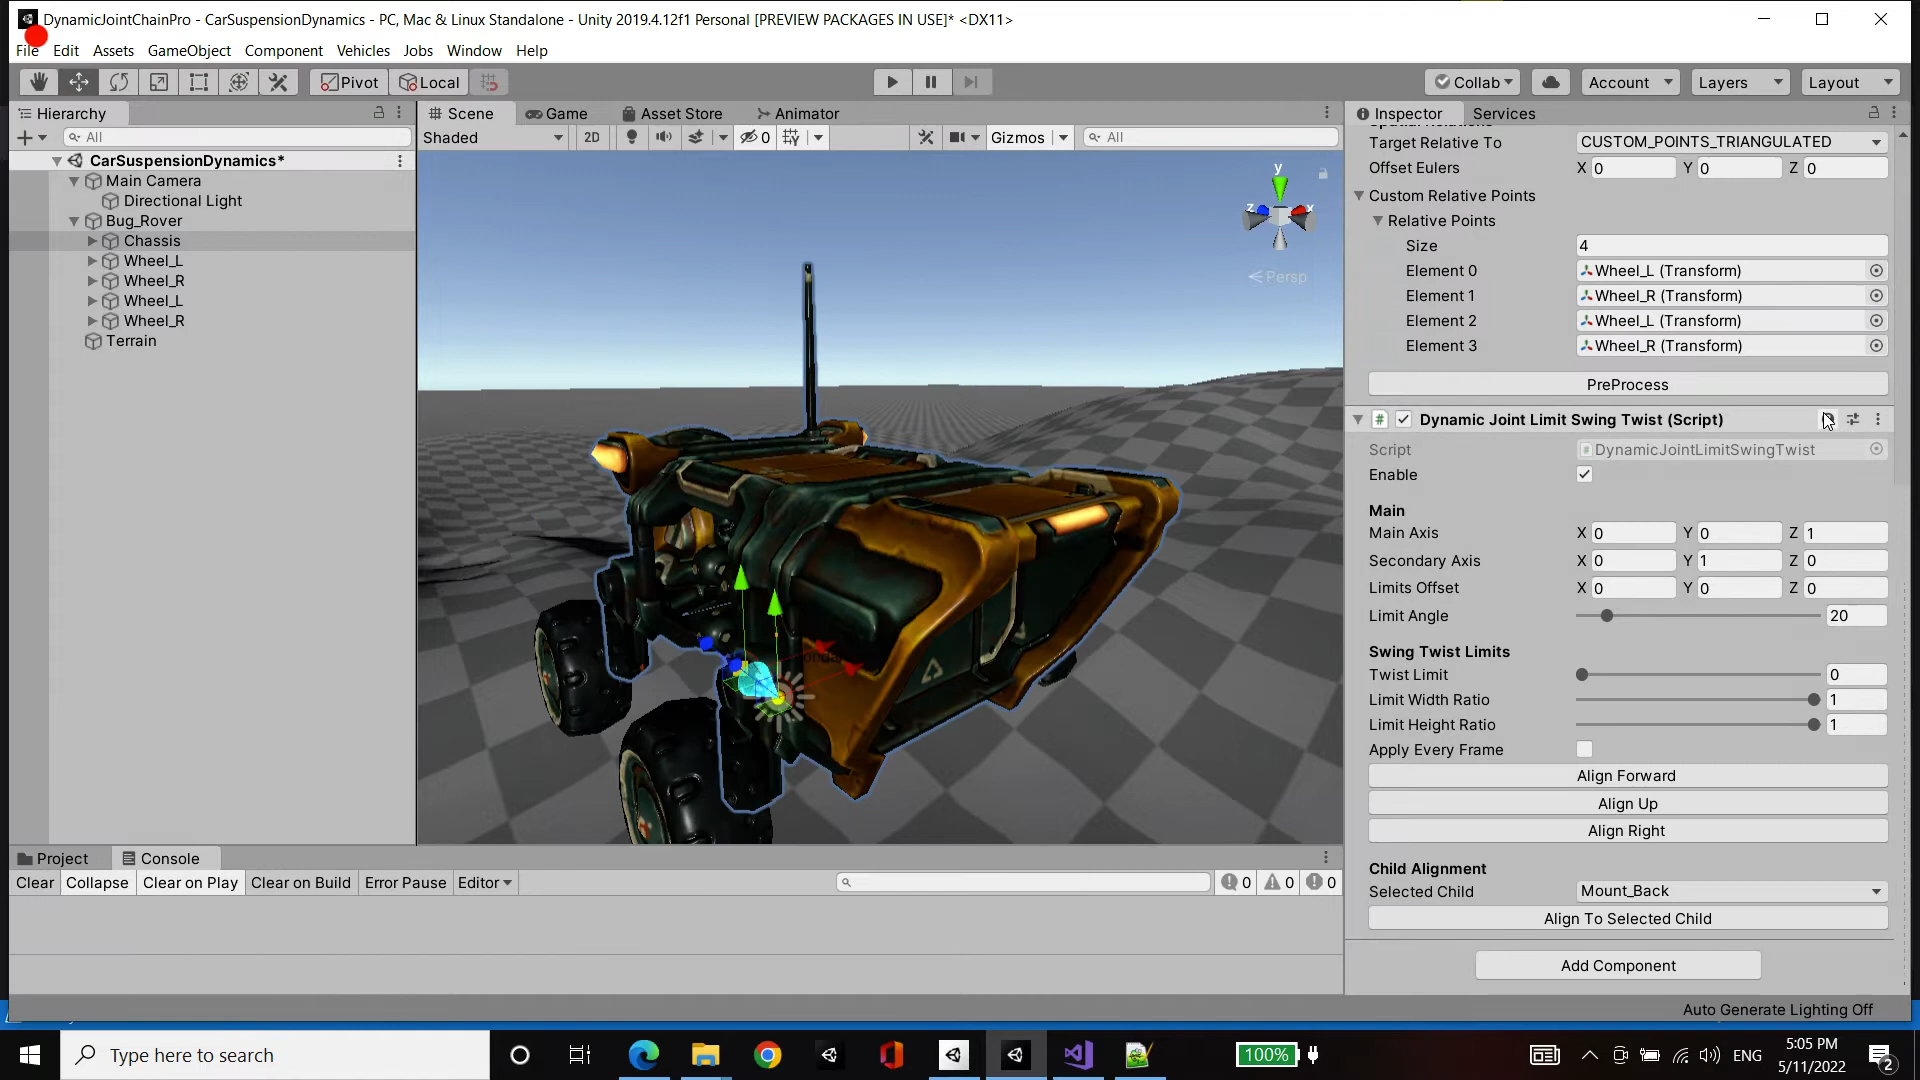 DynamicJointChainPro - CarSuspensionDynamics - PC, Mac & Linux Standalone - Unity 2019.4.12f1 Personal [PREVIEW PACKAGES IN USE]* <DX11>
File Edit Assets GameObject Component Vehicles Jobs Window Help
Pivot Local Collab Account Layers Layout
Hierarchy
All
CarSuspensionDynamics*
Main Camera
Directional Light
Bug_Rover
Chassis
Wheel_L
Wheel_R
Wheel_L
Wheel_R
Terrain
Scene Game Asset Store Animator
Shaded 2D 0 Gizmos All
y
z x
Persp
Inspector Services
Target Relative To CUSTOM_POINTS_TRIANGULATED
Offset Eulers X 0 Y 0 Z 0
Custom Relative Points
Relative Points
Size 4
Element 0 Wheel_L (Transform)
Element 1 Wheel_R (Transform)
Element 2 Wheel_L (Transform)
Element 3 Wheel_R (Transform)
PreProcess
# Dynamic Joint Limit Swing Twist (Script)
Script DynamicJointLimitSwingTwist
Enable
Main
Main Axis X 0 Y 0 Z 1
Secondary Axis X 0 Y 1 Z 0
Limits Offset X 0 Y 0 Z 0
Limit Angle 20
Swing Twist Limits
Twist Limit 0
Limit Width Ratio 1
Limit Height Ratio 1
Apply Every Frame
Align Forward
Align Up
Align Right
Child Alignment
Selected Child Mount_Back
Align To Selected Child
Add Component
Project Console
Clear Collapse Clear on Play Clear on Build Error Pause Editor 0 0 0
Auto Generate Lighting Off
Type here to search
100%
ENG
5:05 PM
5/11/2022
2